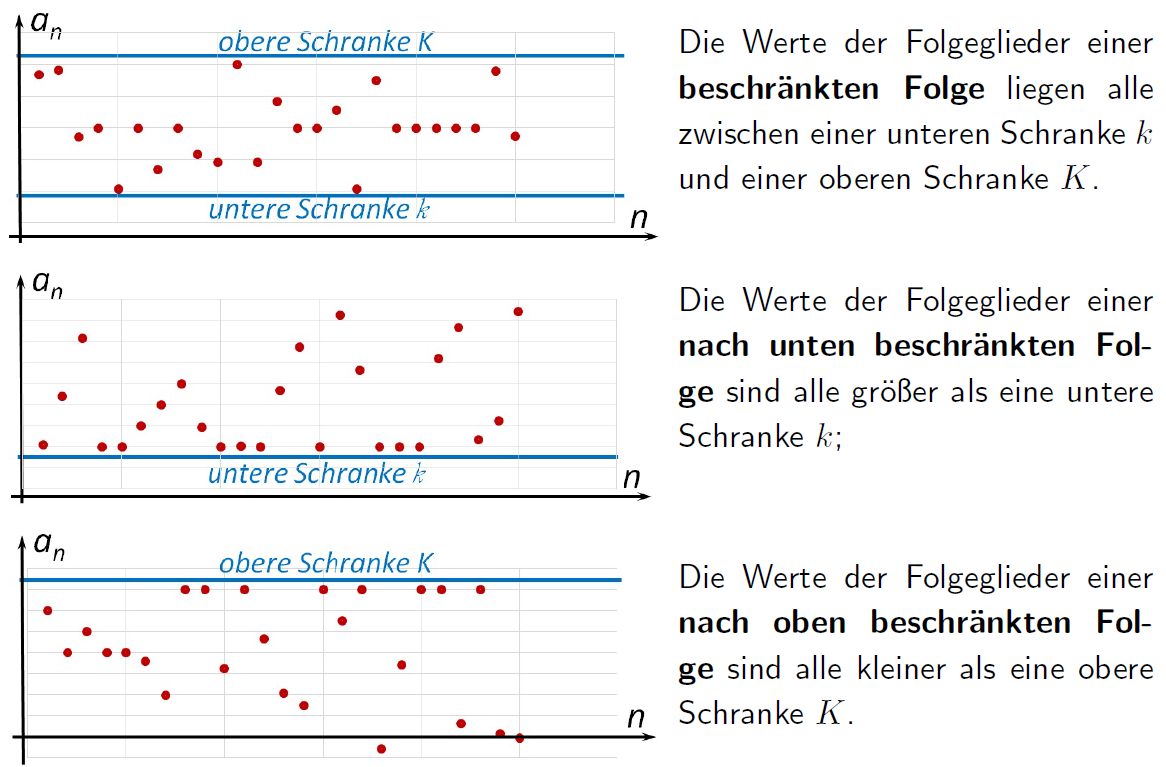 aₙ
obere Schranke K
untere Schranke k
n
Die Werte der Folgeglieder einer
beschränkten Folge liegen alle
zwischen einer unteren Schranke k
und einer oberen Schranke K.
aₙ
untere Schranke k
n
Die Werte der Folgeglieder einer
nach unten beschränkten Fol-
ge sind alle größer als eine untere
Schranke k;
aₙ
obere Schranke K
n
Die Werte der Folgeglieder einer
nach oben beschränkten Fol-
ge sind alle kleiner als eine obere
Schranke K.